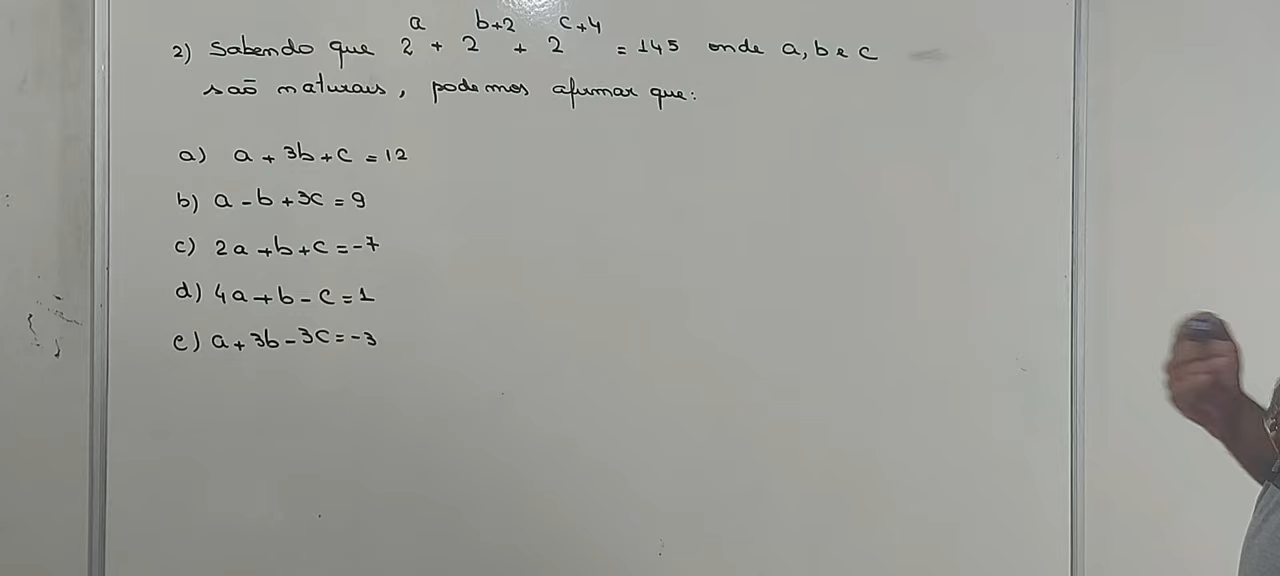 2) Sabendo que 2^a + 2^(b+2) + 2^(c+4) = 145 onde a, b e c
são naturais, podemos afirmar que:
a) a + 3b + c = 12
b) a - b + 3c = 9
c) 2a + b + c = -7
d) 4a + b - c = 1
e) a + 3b - 3c = -3